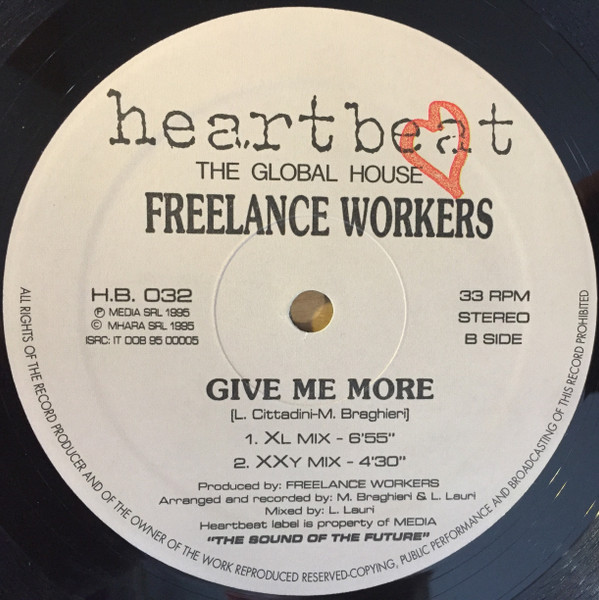 heartbeat
THE GLOBAL HOUSE
FREELANCE WORKERS
H.B. 032
Ⓟ MEDIA SRL 1995
© MHARA SRL 1995
ISRC: IT 00B 95 00005
33 RPM
STEREO
B SIDE
GIVE ME MORE
(L. Cittadini-M. Braghieri)
1. XL MIX - 6'55"
2. XXY MIX - 4'30"
Produced by: FREELANCE WORKERS
Arranged and recorded by: M. Braghieri & L. Lauri
Mixed by: L. Lauri
Heartbeat label is property of MEDIA
"THE SOUND OF THE FUTURE"
ALL RIGHTS OF THE RECORD PRODUCER AND OF THE OWNER OF THE WORK REPRODUCED RESERVED-COPYING, PUBLIC PERFORMANCE AND BROADCASTING OF THIS RECORD PROHIBITED